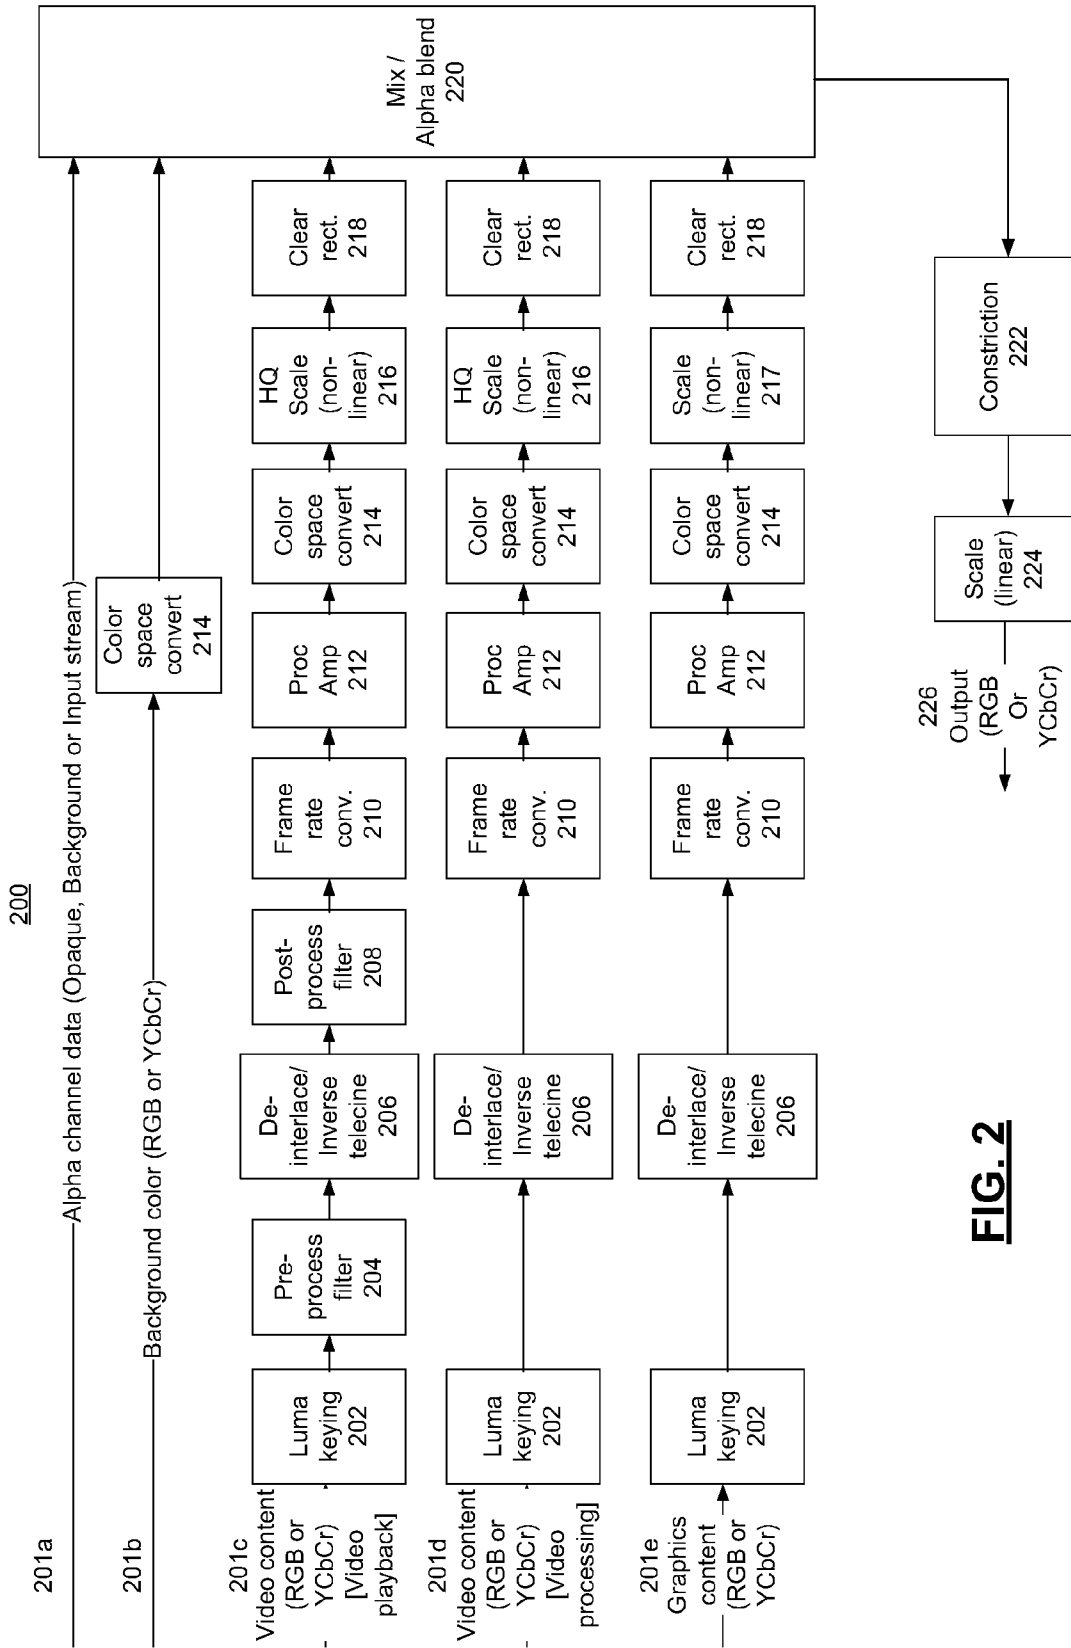 200
201a
Alpha channel data (Opaque, Background or Input stream)
201b
Background color (RGB or YCbCr)
Color
space
convert
214
201c
Video content
(RGB or
YCbCr)
[Video
playback]
Luma
keying
202
Pre-
process
filter
204
De-
interlace/
Inverse
telecine
206
Post-
process
filter
208
Frame
rate
conv.
210
Proc
Amp
212
Color
space
convert
214
HQ
Scale
(non-
linear)
216
Clear
rect.
218
201d
Video content
(RGB or
YCbCr)
[Video
processing]
Luma
keying
202
De-
interlace/
Inverse
telecine
206
Frame
rate
conv.
210
Proc
Amp
212
Color
space
convert
214
HQ
Scale
(non-
linear)
216
Clear
rect.
218
201e
Graphics
content
(RGB or
YCbCr)
Luma
keying
202
De-
interlace/
Inverse
telecine
206
Frame
rate
conv.
210
Proc
Amp
212
Color
space
convert
214
Scale
(non-
linear)
217
Clear
rect.
218
Mix /
Alpha blend
220
Constriction
222
Scale
(linear)
224
226
Output
(RGB
Or
YCbCr)
FIG. 2